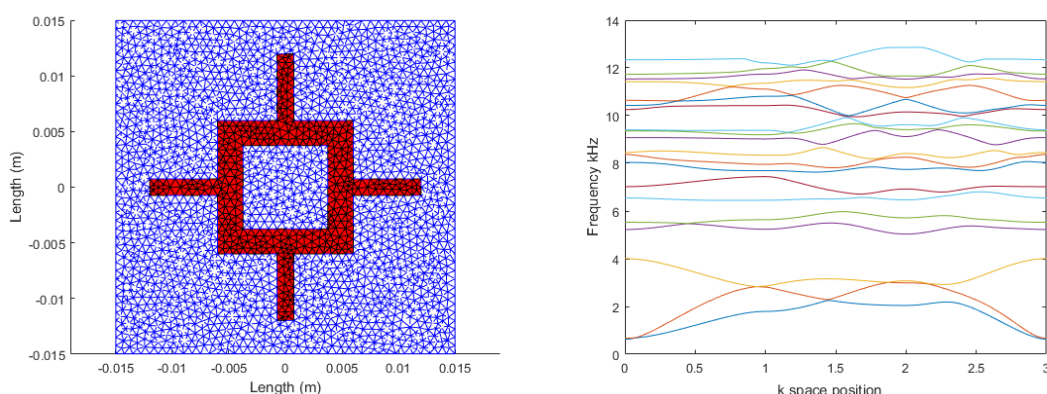 0.015
0.01
0.005
0
-0.005
-0.01
-0.015
Length (m)
-0.015 -0.01 -0.005 0 0.005 0.01 0.015
Length (m)
14
12
10
8
6
4
2
0
Frequency kHz
0 0.5 1 1.5 2 2.5 3
k space position